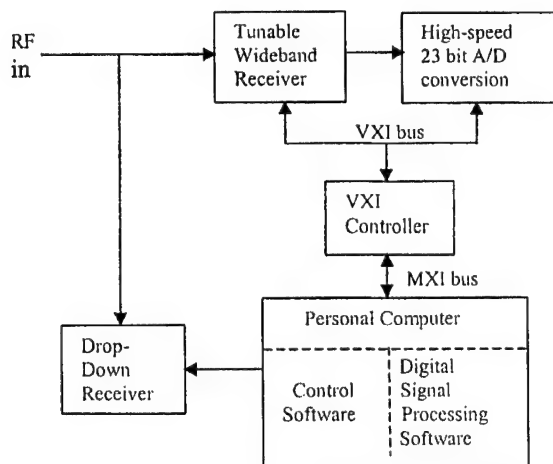 RF
in
Tunable
Wideband
Receiver
High-speed
23 bit A/D
conversion
VXI bus
VXI
Controller
MXI bus
Personal Computer
Drop-
Down
Receiver
Control
Software
Digital
Signal
Processing
Software